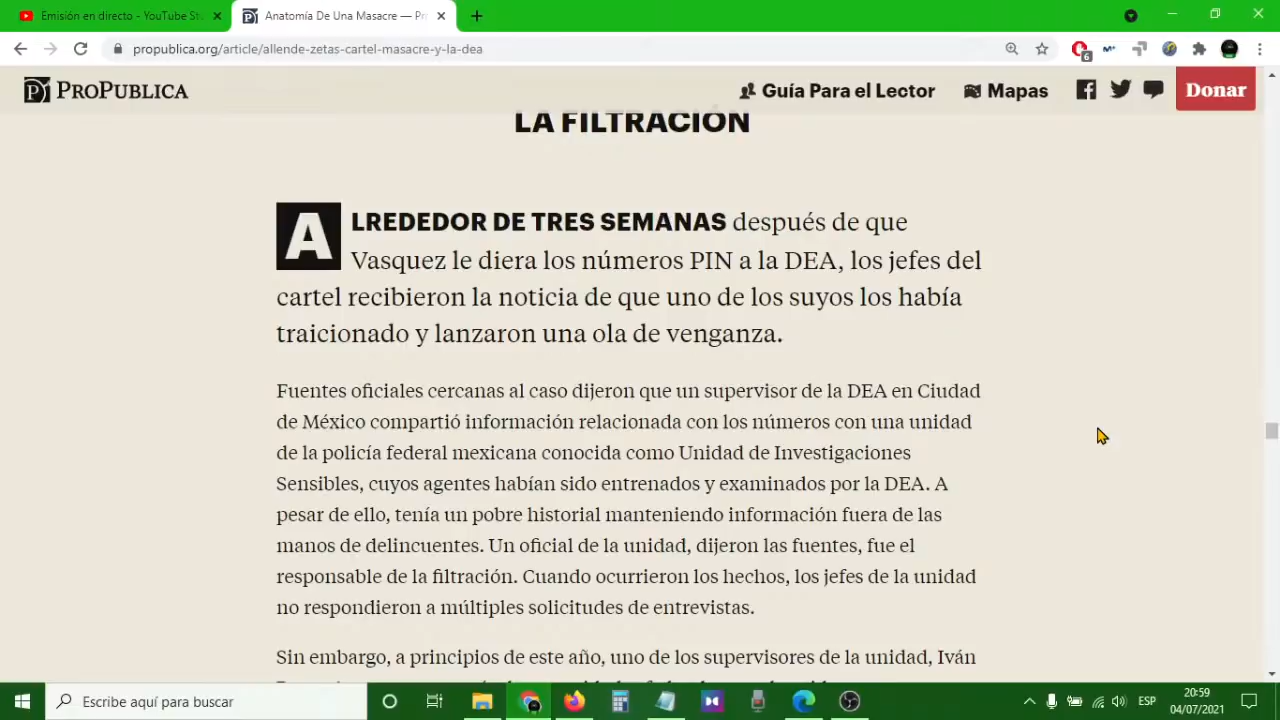 Emisión en directo - YouTube Stu
Anatomía De Una Masacre — Pr
propublica.org/article/allende-zetas-cartel-masacre-y-la-dea
6
PROPUBLICA
Guía Para el Lector
Mapas
Donar
LA FILTRACIÓN
ALREDEDOR DE TRES SEMANAS después de que
Vasquez le diera los números PIN a la DEA, los jefes del
cartel recibieron la noticia de que uno de los suyos los había
traicionado y lanzaron una ola de venganza.
Fuentes oficiales cercanas al caso dijeron que un supervisor de la DEA en Ciudad
de México compartió información relacionada con los números con una unidad
de la policía federal mexicana conocida como Unidad de Investigaciones
Sensibles, cuyos agentes habían sido entrenados y examinados por la DEA. A
pesar de ello, tenía un pobre historial manteniendo información fuera de las
manos de delincuentes. Un oficial de la unidad, dijeron las fuentes, fue el
responsable de la filtración. Cuando ocurrieron los hechos, los jefes de la unidad
no respondieron a múltiples solicitudes de entrevistas.
Sin embargo, a principios de este año, uno de los supervisores de la unidad, Iván
Escribe aquí para buscar
ESP
20:59
04/07/2021